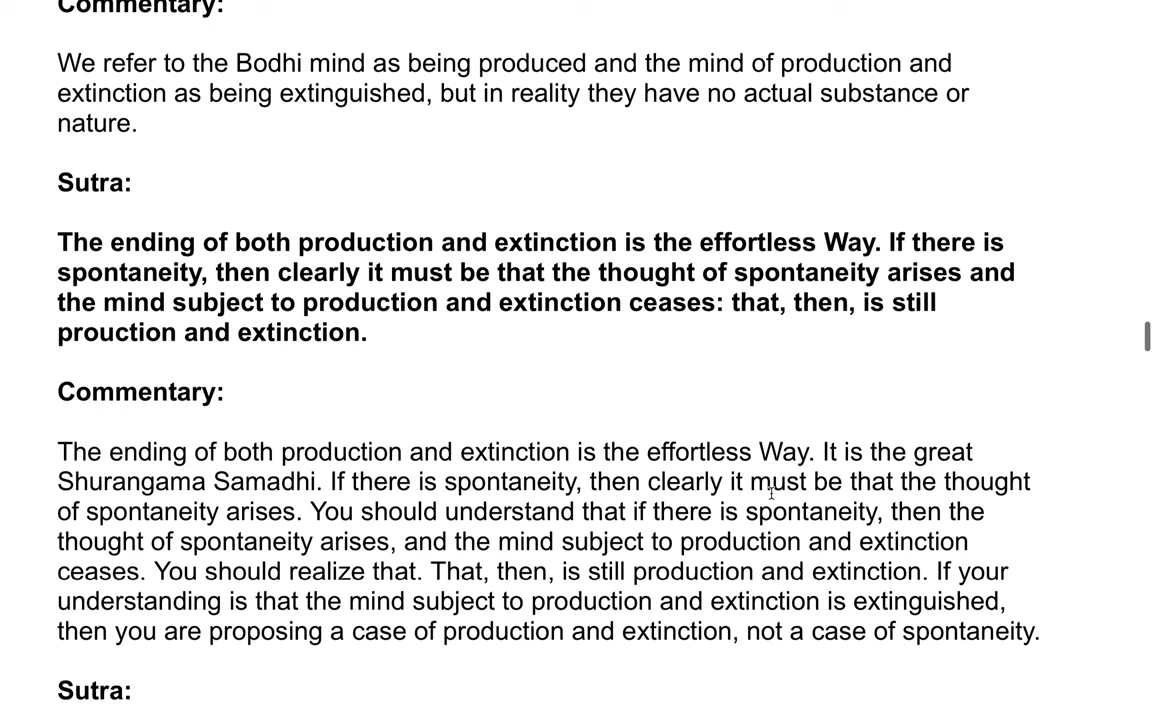 Commentary:
We refer to the Bodhi mind as being produced and the mind of production and
extinction as being extinguished, but in reality they have no actual substance or
nature.
Sutra:
The ending of both production and extinction is the effortless Way. If there is
spontaneity, then clearly it must be that the thought of spontaneity arises and
the mind subject to production and extinction ceases: that, then, is still
prouction and extinction.
Commentary:
The ending of both production and extinction is the effortless Way. It is the great
Shurangama Samadhi. If there is spontaneity, then clearly it must be that the thought
of spontaneity arises. You should understand that if there is spontaneity, then the
thought of spontaneity arises, and the mind subject to production and extinction
ceases. You should realize that. That, then, is still production and extinction. If your
understanding is that the mind subject to production and extinction is extinguished,
then you are proposing a case of production and extinction, not a case of spontaneity.
Sutra: